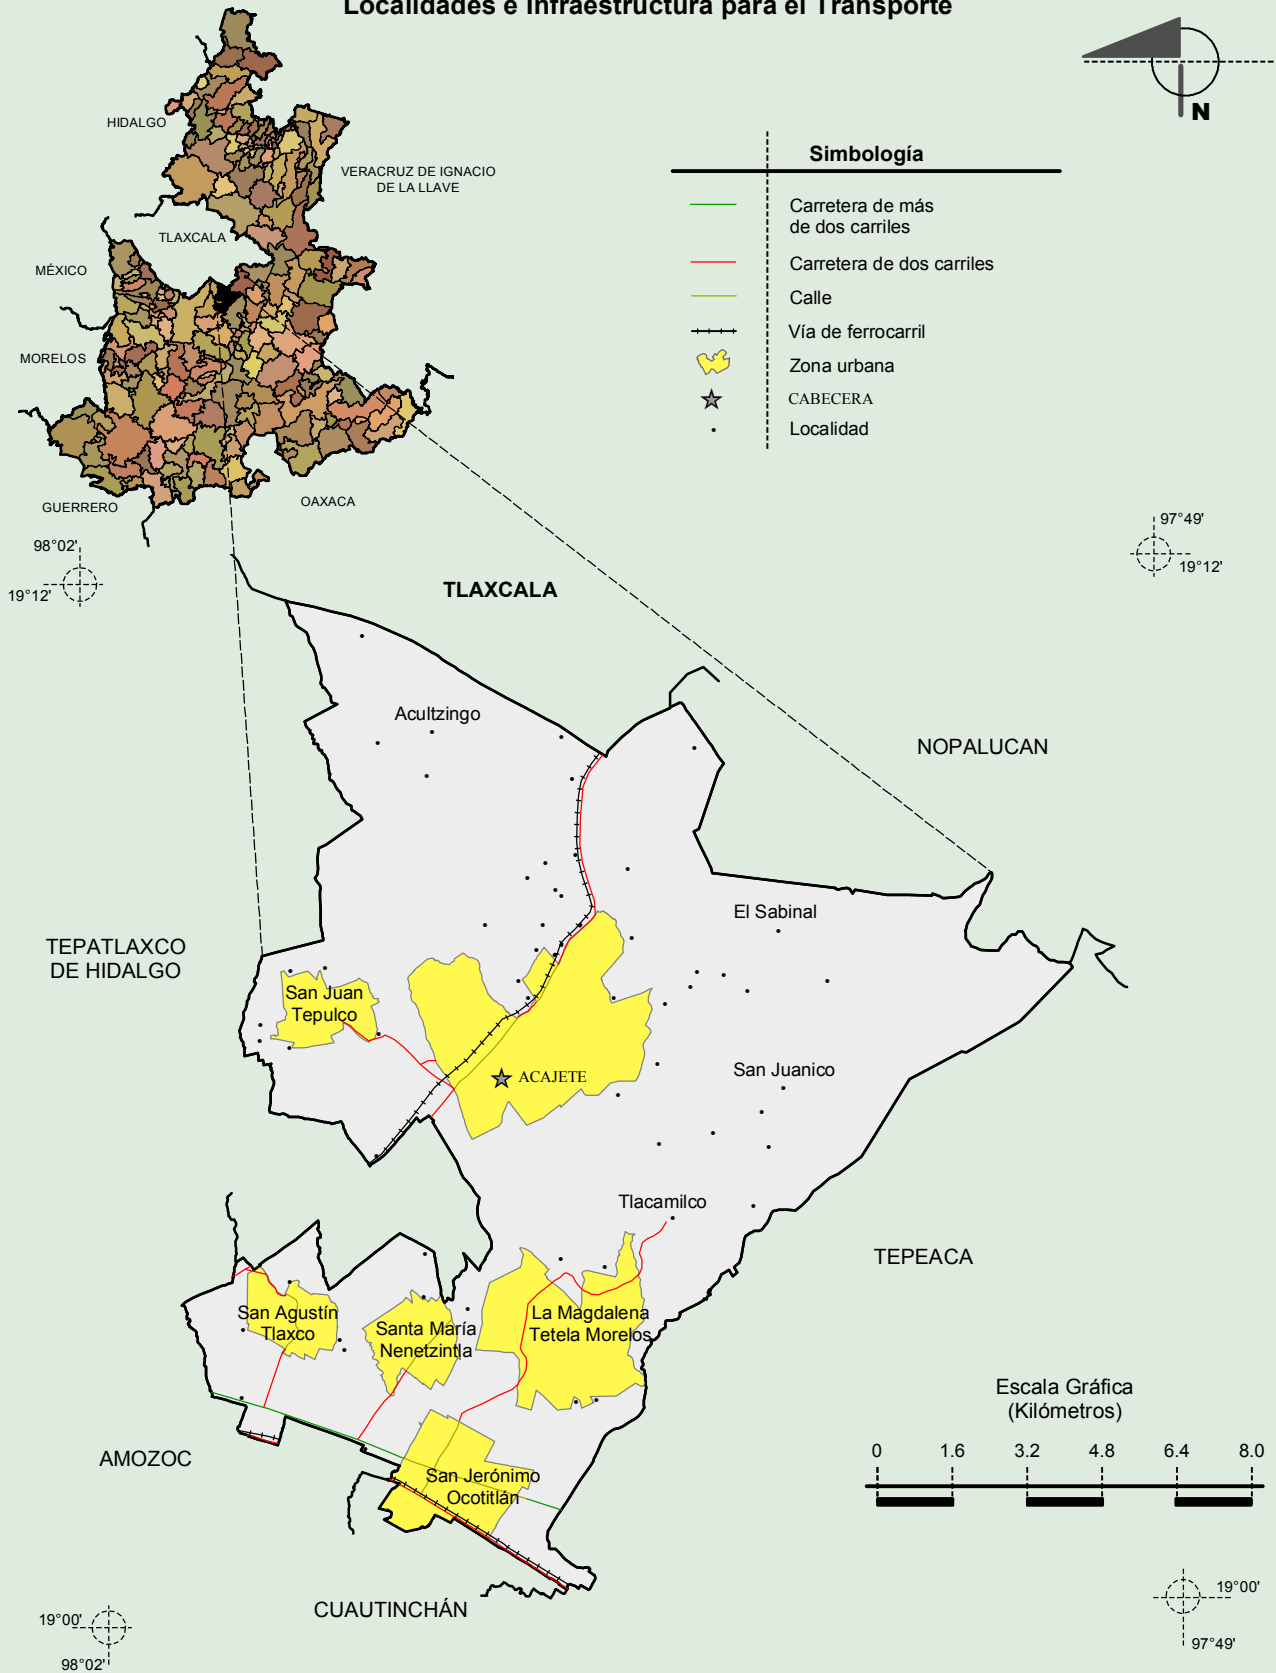 Localidades e Infraestructura para el Transporte
N
HIDALGO
VERACRUZ DE IGNACIO
DE LA LLAVE
TLAXCALA
MÉXICO
MORELOS
GUERRERO
OAXACA
Simbología
Carretera de más
de dos carriles
Carretera de dos carriles
Calle
Vía de ferrocarril
Zona urbana
CABECERA
Localidad
98°02'
19°12'
97°49'
19°12'
TLAXCALA
Acultzingo
NOPALUCAN
El Sabinal
TEPATLAXCO
DE HIDALGO
San Juan
Tepulco
ACAJETE
San Juanico
Tlacamilco
TEPEACA
San Agustín
Tlaxco
Santa María
Nenetzintla
La Magdalena
Tetela Morelos
AMOZOC
San Jerónimo
Ocotitlán
Escala Gráfica
(Kilómetros)
0 1.6 3.2 4.8 6.4 8.0
CUAUTINCHÁN
19°00'
98°02'
19°00'
97°49'